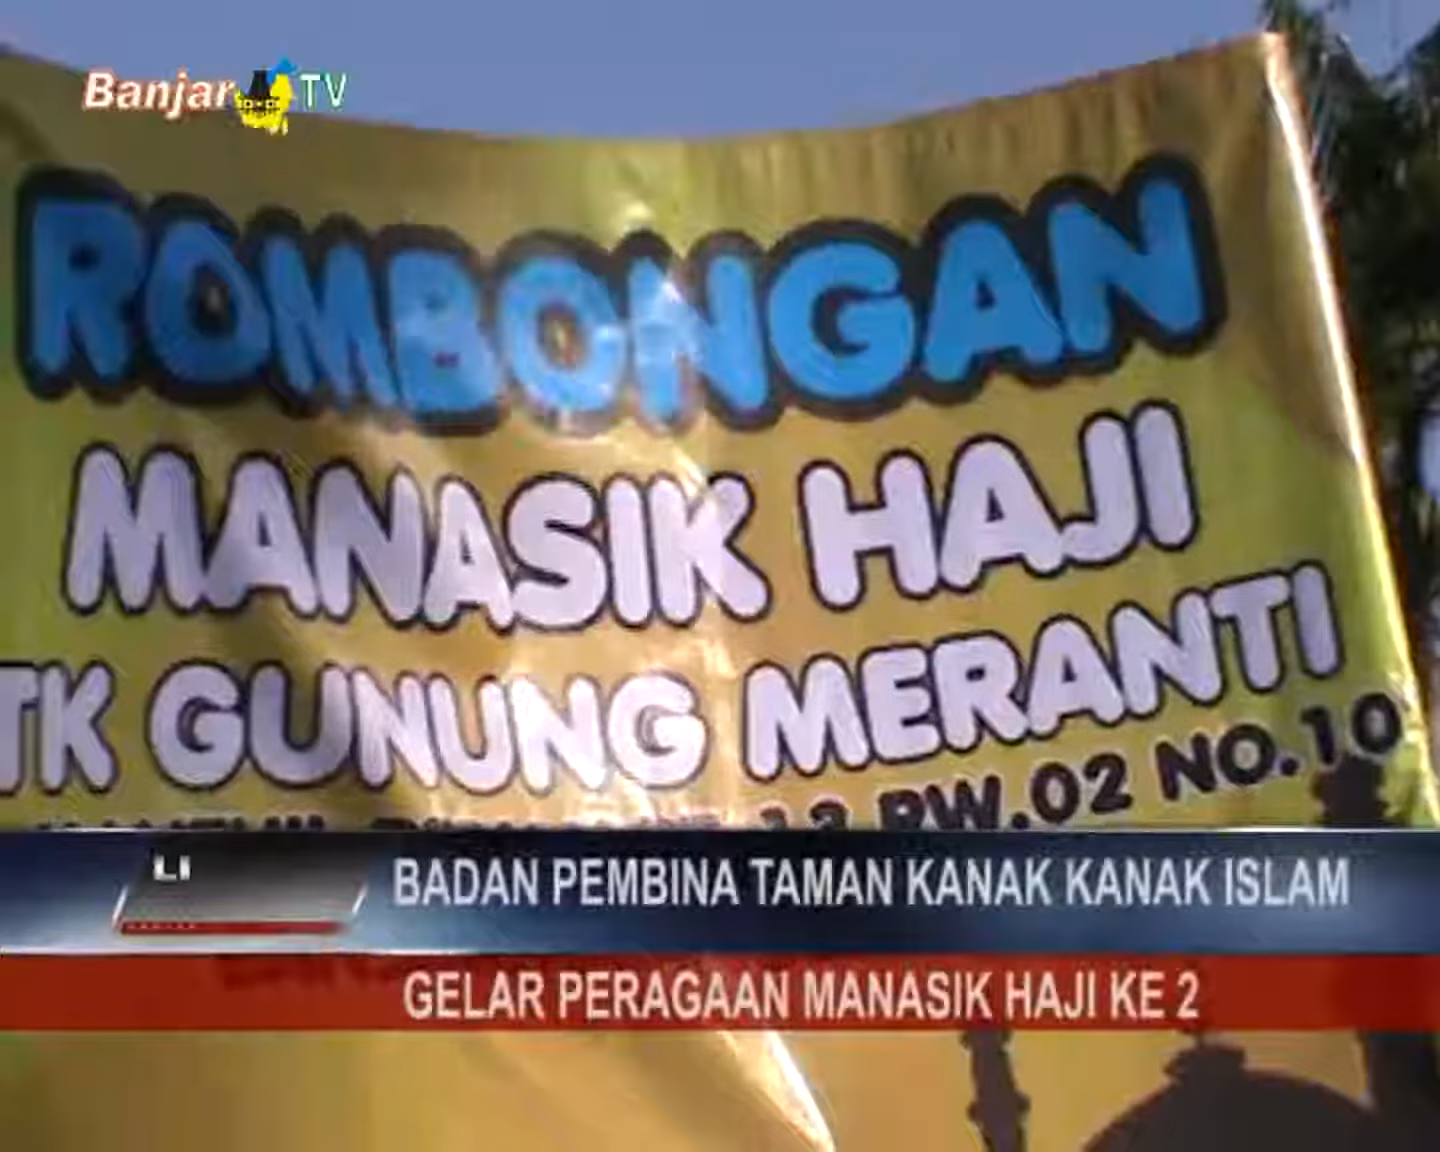 Banjar TV
ROMBONGAN
MANASIK HAJI
TK GUNUNG MERANTI
RW.02 NO.10
BADAN PEMBINA TAMAN KANAK KANAK ISLAM
GELAR PERAGAAN MANASIK HAJI KE 2